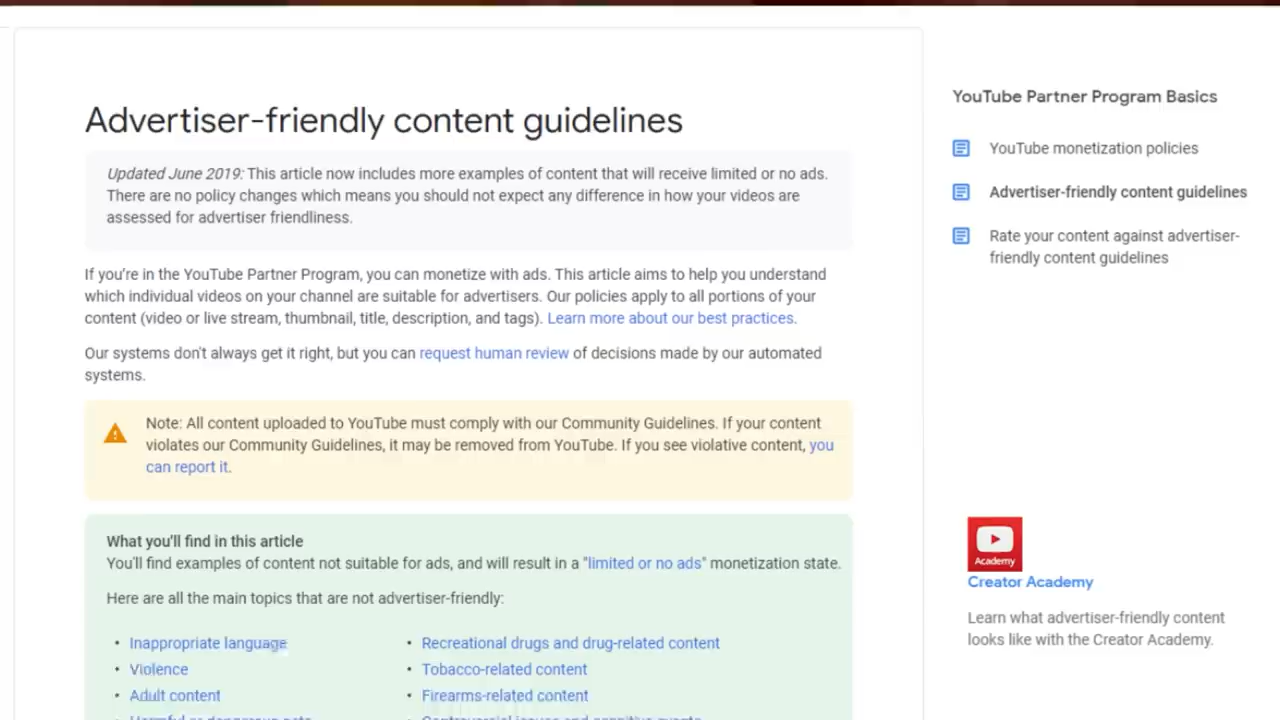 Advertiser-friendly content guidelines
Updated June 2019: This article now includes more examples of content that will receive limited or no ads.
There are no policy changes which means you should not expect any difference in how your videos are
assessed for advertiser friendliness.
If you're in the YouTube Partner Program, you can monetize with ads. This article aims to help you understand
which individual videos on your channel are suitable for advertisers. Our policies apply to all portions of your
content (video or live stream, thumbnail, title, description, and tags). Learn more about our best practices.
Our systems don't always get it right, but you can request human review of decisions made by our automated
systems.
Note: All content uploaded to YouTube must comply with our Community Guidelines. If your content
violates our Community Guidelines, it may be removed from YouTube. If you see violative content, you
can report it.
What you'll find in this article
You'll find examples of content not suitable for ads, and will result in a "limited or no ads" monetization state.
Here are all the main topics that are not advertiser-friendly:
• Inappropriate language
• Violence
• Adult content
• Recreational drugs and drug-related content
• Tobacco-related content
• Firearms-related content
YouTube Partner Program Basics
YouTube monetization policies
Advertiser-friendly content guidelines
Rate your content against advertiser-
friendly content guidelines
Academy
Creator Academy
Learn what advertiser-friendly content
looks like with the Creator Academy.